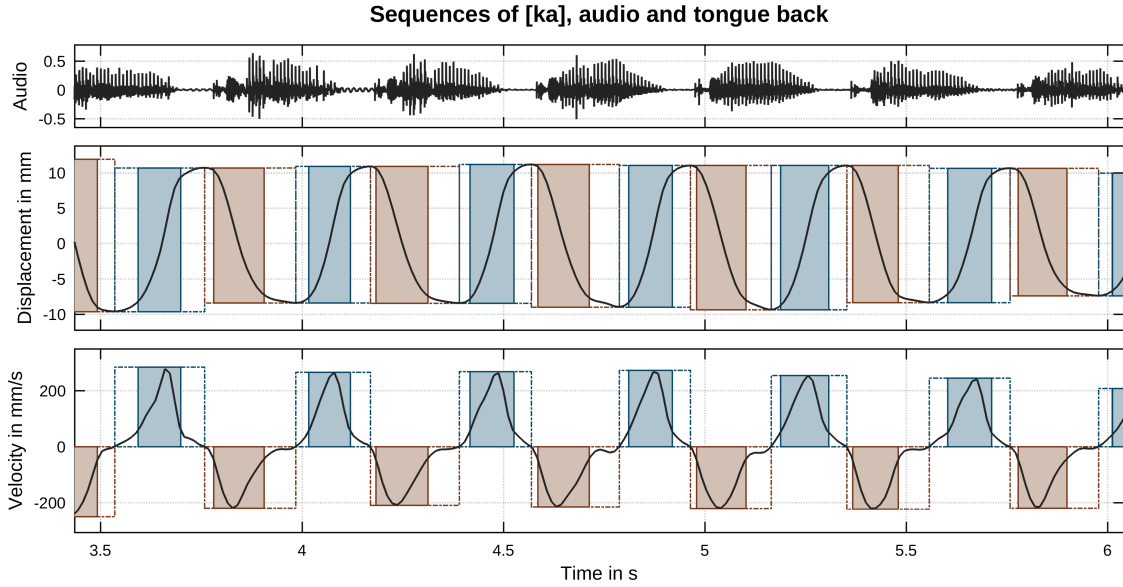 Sequences of [ka], audio and tongue back
Audio
0.5
0
-0.5
Displacement in mm
10
5
0
-5
-10
Velocity in mm/s
200
0
-200
3.5 4 4.5 5 5.5 6
Time in s